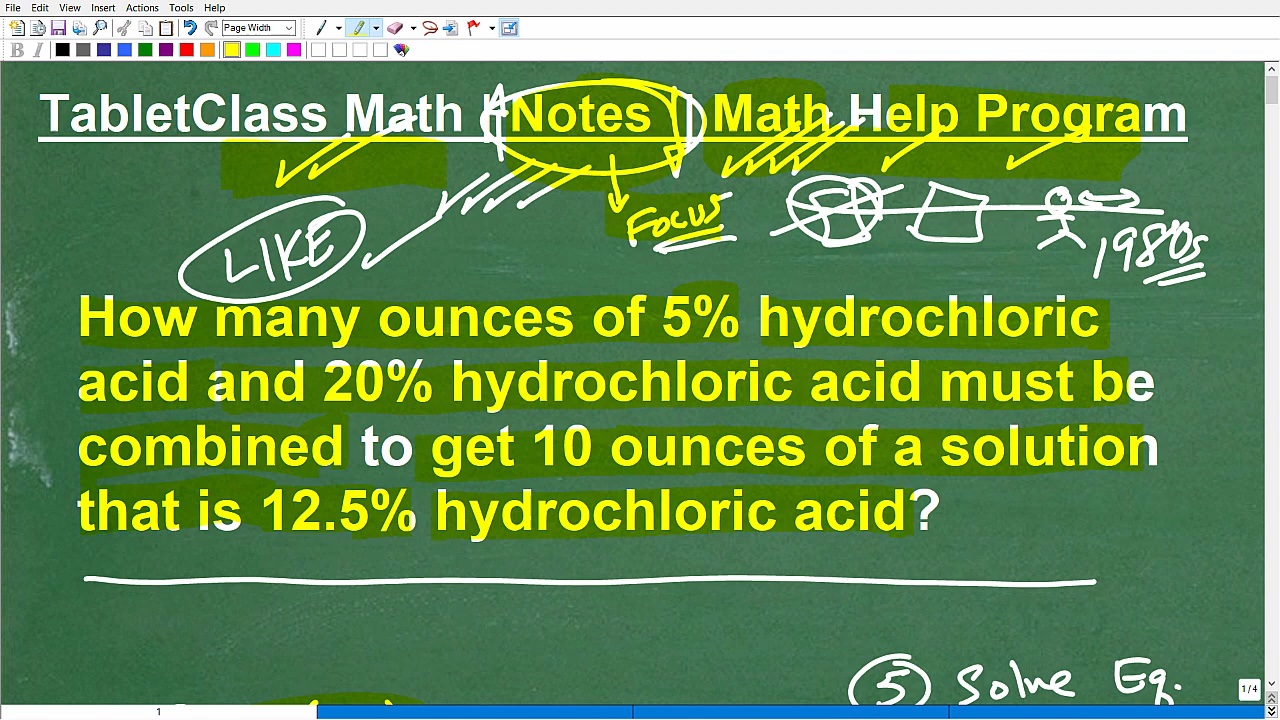 File Edit View Insert Actions Tools Help
Page Width
B I
TabletClass Math | Notes | Math Help Program
LIKE
Focus
1980s
How many ounces of 5% hydrochloric
acid and 20% hydrochloric acid must be
combined to get 10 ounces of a solution
that is 12.5% hydrochloric acid?
5 Solve Eq.
1/4
1